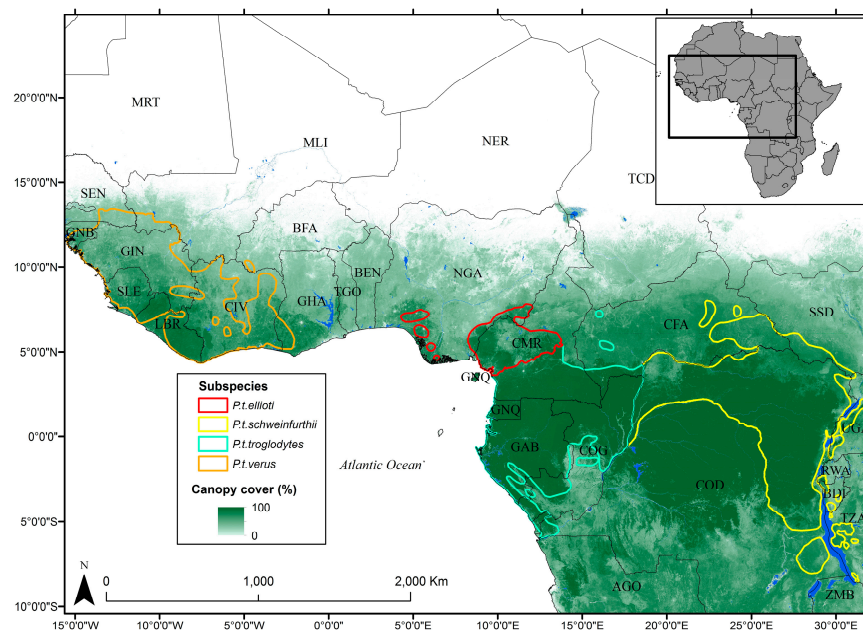 20°0'0"N
15°0'0"N
10°0'0"N
5°0'0"N
0°0'0"
5°0'0"S
10°0'0"S
MRT
MLI
NER
TCD
SEN
GNB
GIN
BFA
SLE
LBR
CIV
GHA
TGO
BEN
NGA
CMR
CFA
SSD
GNQ
GNQ
GAB
COG
COD
UGA
RWA
BDI
TZA
AGO
ZMB
Atlantic Ocean
Subspecies
P.t.ellioti
P.t.schweinfurthii
P.t.troglodytes
P.t.verus
Canopy cover (%)
100
0
N
0 1,000 2,000 Km
15°0'0"W 10°0'0"W 5°0'0"W 0°0'0" 5°0'0"E 10°0'0"E 15°0'0"E 20°0'0"E 25°0'0"E 30°0'0"E